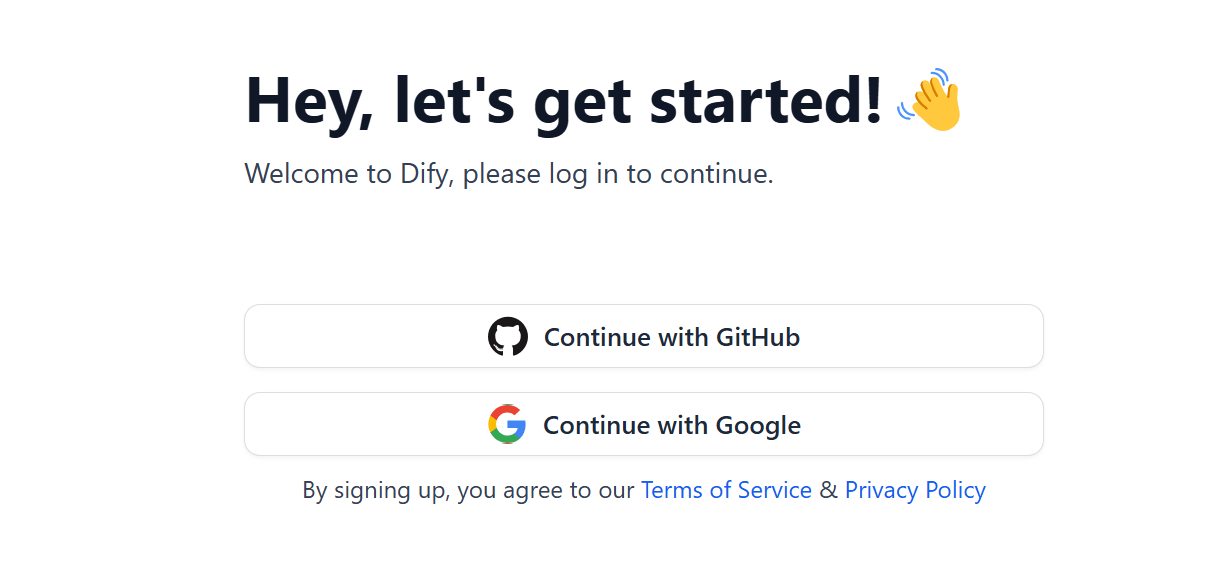 Hey, let's get started! 👋
Welcome to Dify, please log in to continue.
Continue with GitHub
Continue with Google
By signing up, you agree to our Terms of Service & Privacy Policy